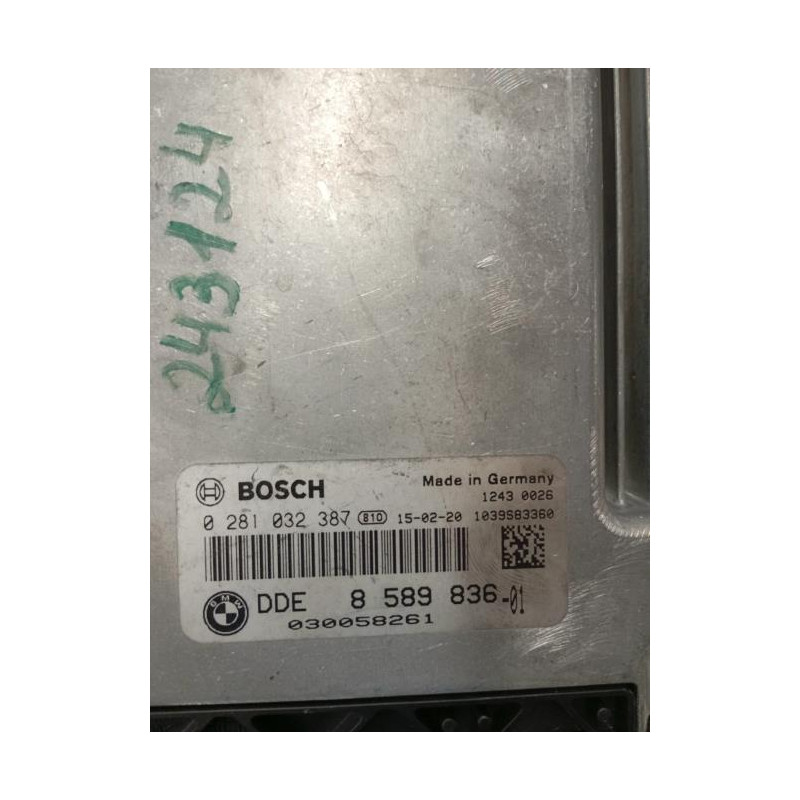 243124
BOSCH
Made in Germany
1243 0026
0 281 032 387 810 15-02-20 1039S83360
BMW DDE 8 589 836-01
030058261